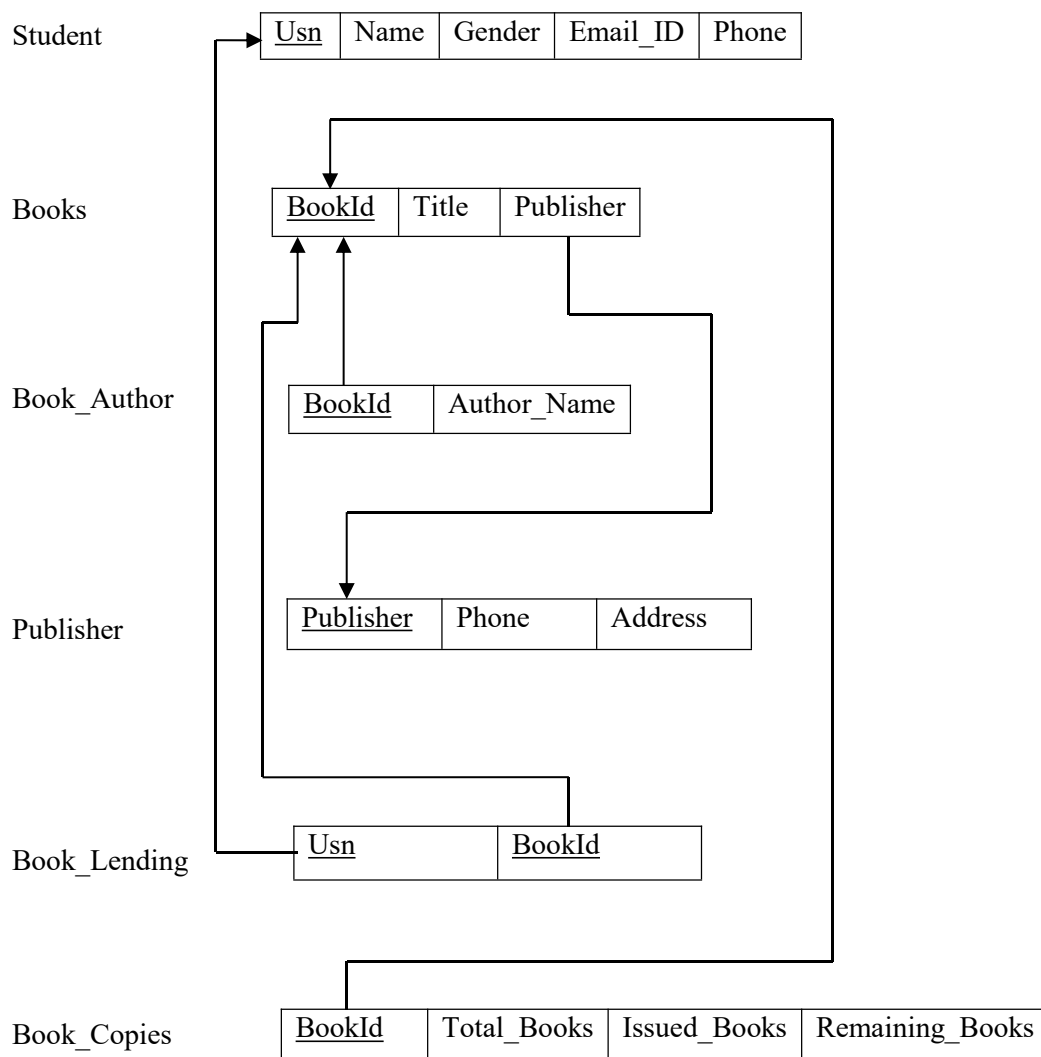 Student
Usn Name Gender Email_ID Phone
Books
BookId Title Publisher
Book_Author
BookId Author_Name
Publisher
Publisher Phone Address
Book_Lending
Usn BookId
Book_Copies
BookId Total_Books Issued_Books Remaining_Books